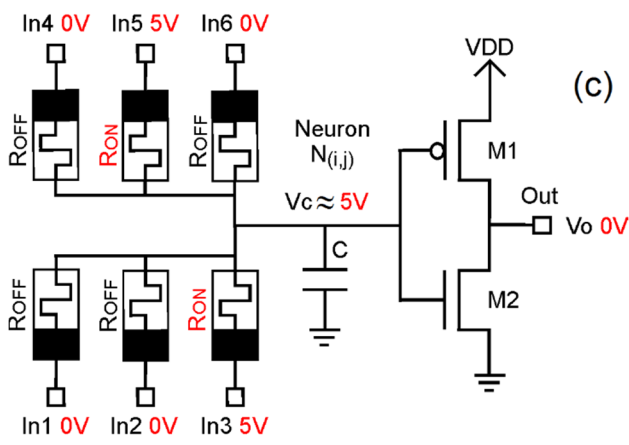 In4 0V In5 5V In6 0V
VDD
(c)
ROFF RON ROFF
Neuron
N(i,j)
M1
Out
Vc≈5V
Vo 0V
C
ROFF ROFF RON
M2
In1 0V In2 0V In3 5V